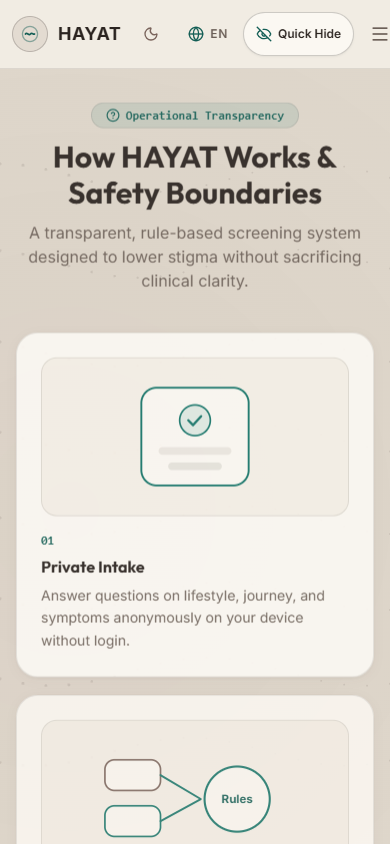 HAYAT
EN
Quick Hide
Operational Transparency
How HAYAT Works &
Safety Boundaries
A transparent, rule-based screening system
designed to lower stigma without sacrificing
clinical clarity.
01
Private Intake
Answer questions on lifestyle, journey, and
symptoms anonymously on your device
without login.
Rules